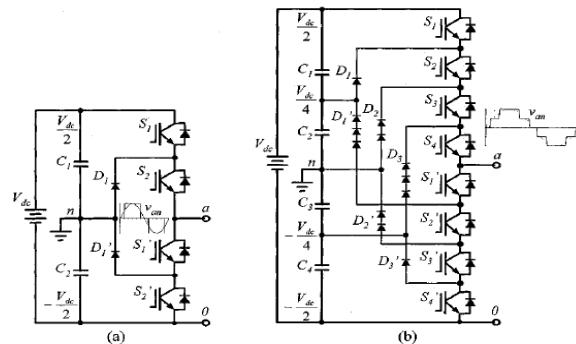 V_dc
V_dc/2
C_1
n
C_2
-V_dc/2
S_1
S_2
D_1
v_an
D_1'
S_1'
S_2'
a
0
(a)
V_dc
V_dc/2
C_1
V_dc/4
C_2
n
C_3
-V_dc/4
C_4
-V_dc/2
D_1
D_1'
D_2
D_3
D_2'
D_3'
S_1
S_2
S_3
S_4
S_1'
S_2'
S_3'
S_4'
v_an
a
0
(b)